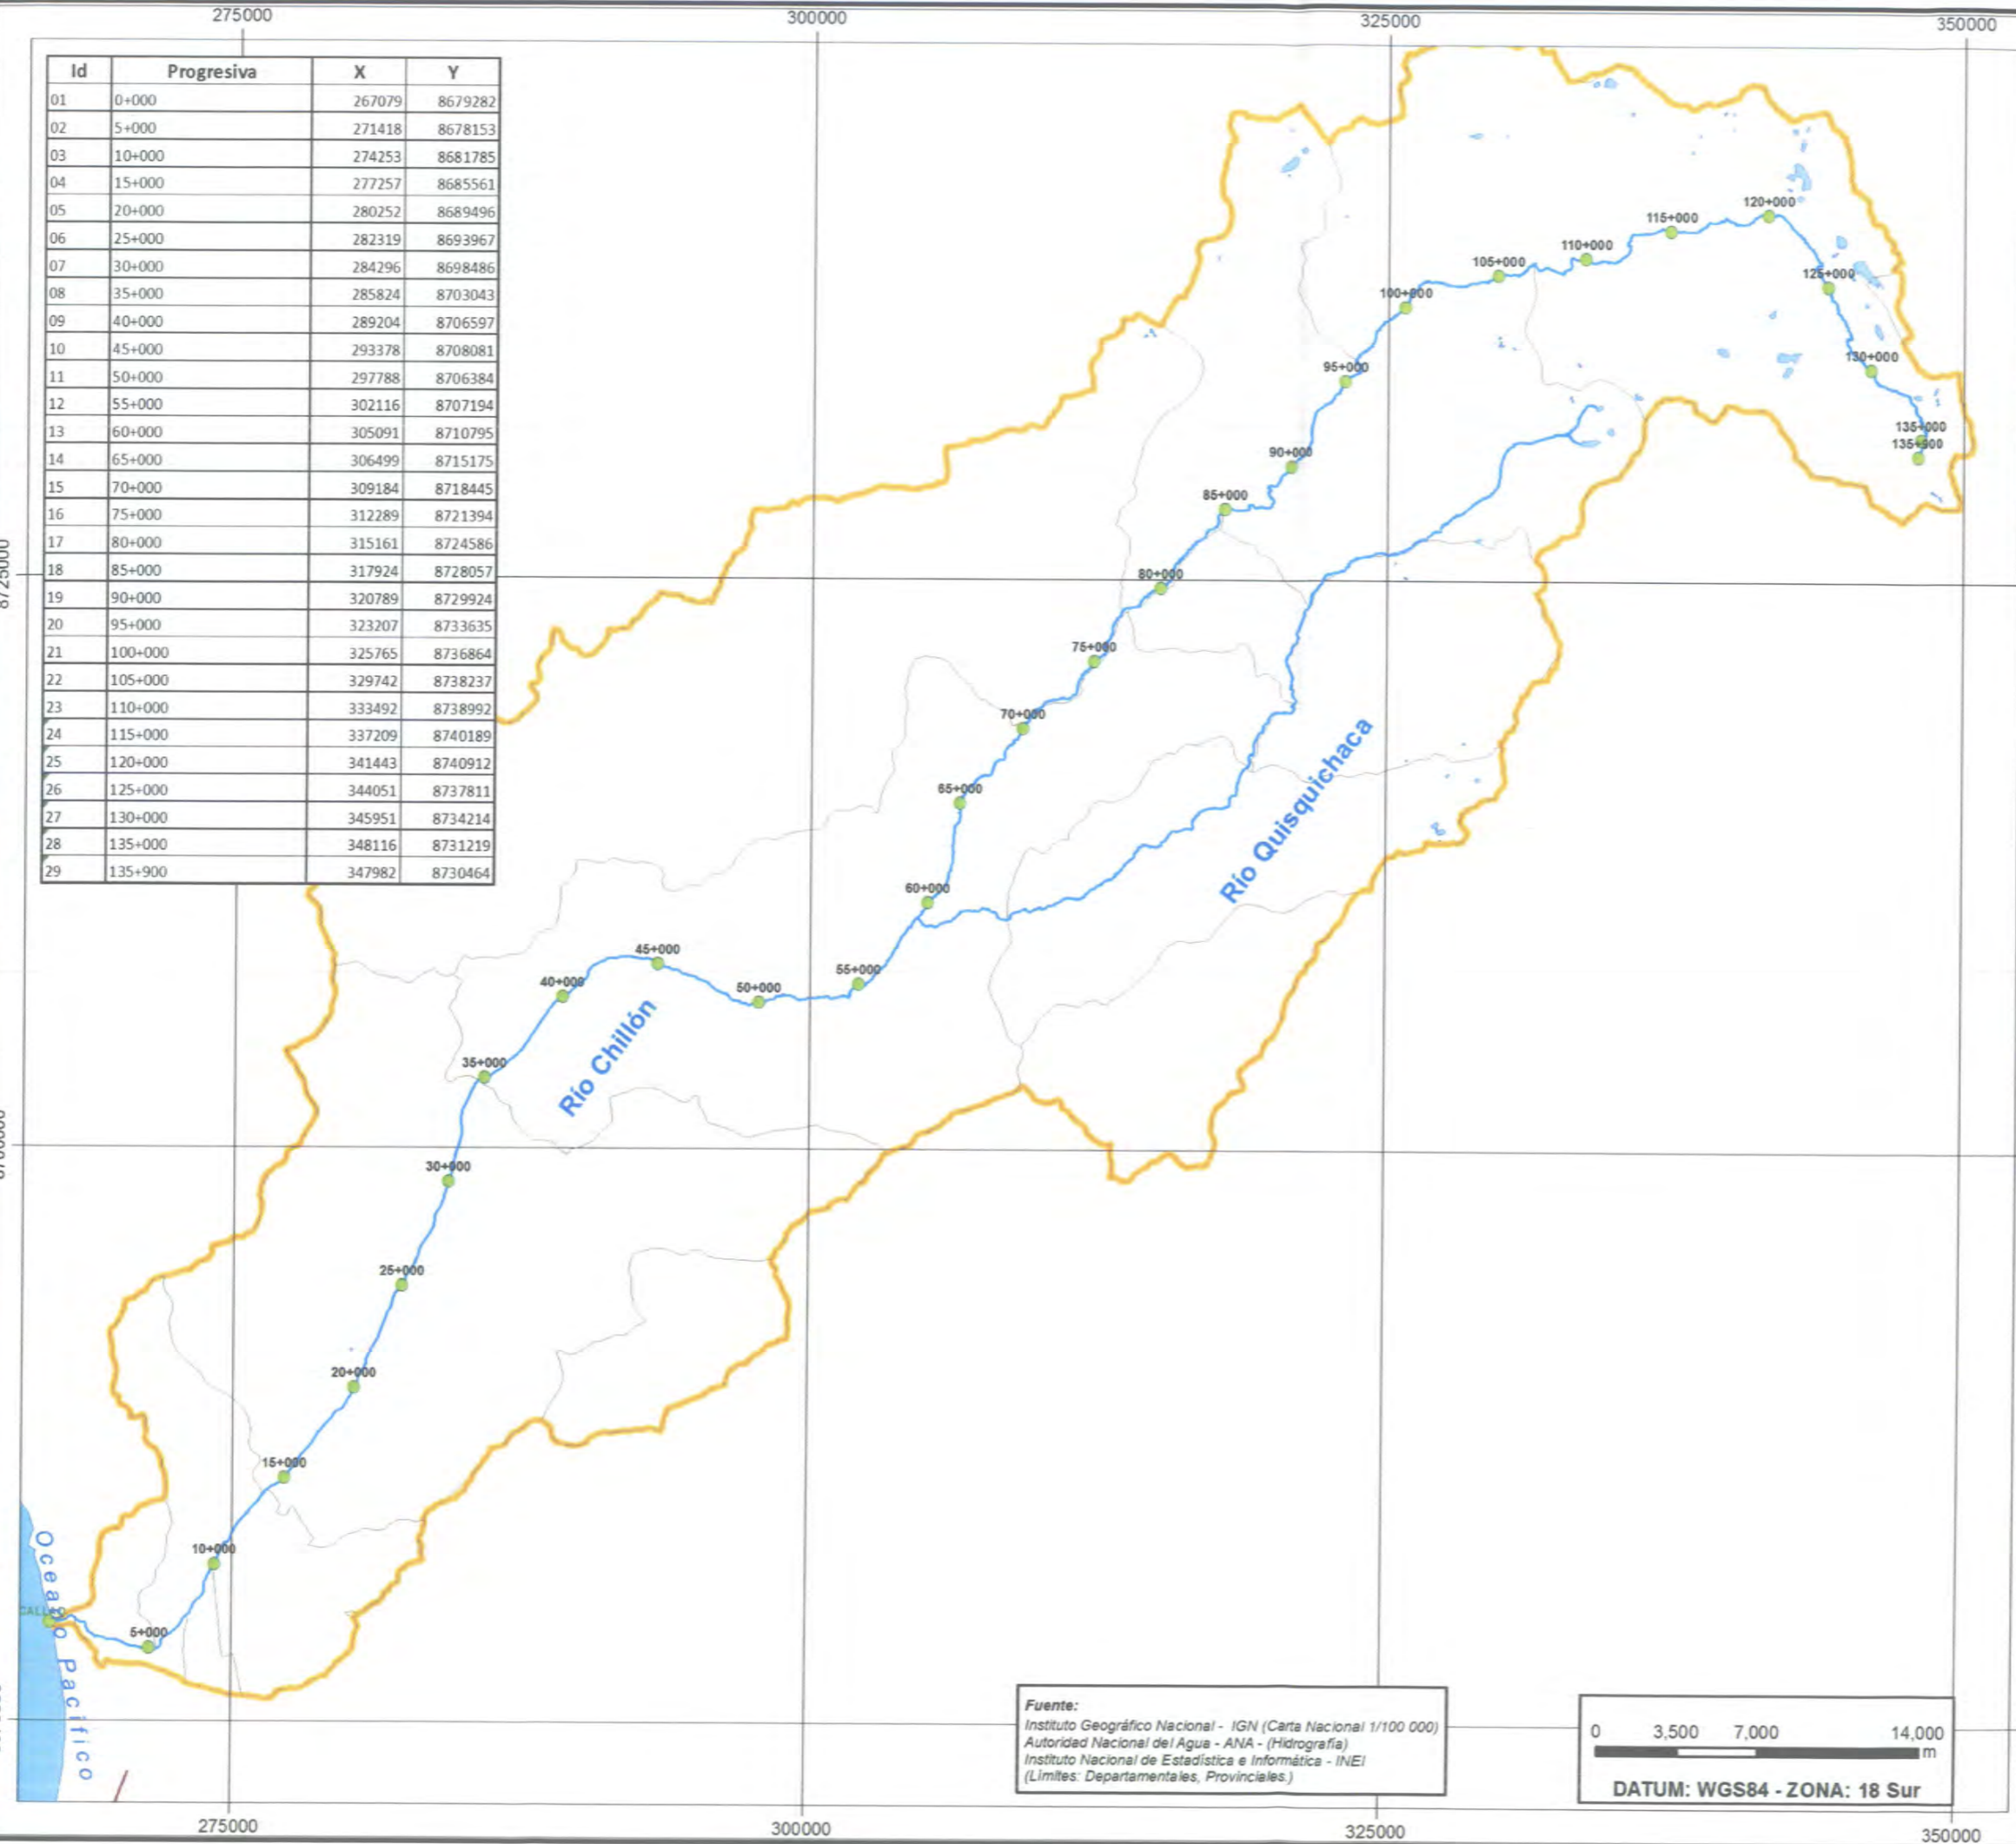 275000 300000 325000 350000
Id Progresiva X Y
01 0+000 267079 8679282
02 5+000 271418 8678153
03 10+000 274253 8681785
04 15+000 277257 8685561
05 20+000 280252 8689496
06 25+000 282319 8693967
07 30+000 284296 8698486
08 35+000 285824 8703043
09 40+000 289204 8706597
10 45+000 293378 8708081
11 50+000 297788 8706384
12 55+000 302116 8707194
13 60+000 305091 8710795
14 65+000 306499 8715175
15 70+000 309184 8718445
16 75+000 312289 8721394
17 80+000 315161 8724586
18 85+000 317924 8728057
19 90+000 320789 8729924
20 95+000 323207 8733635
21 100+000 325765 8736864
22 105+000 329742 8738237
23 110+000 333492 8738992
24 115+000 337209 8740189
25 120+000 341443 8740912
26 125+000 344051 8737811
27 130+000 345951 8734214
28 135+000 348116 8731219
29 135+900 347982 8730464
120+000
115+000
110+000
105+000
125+000
100+000
130+000
95+000
135+000
135+900
90+000
85+000
8725000
80+000
75+000
70+000
Río Quisquichaca
65+000
60+000
45+000
55+000
40+000
50+000
Río Chillón
35+000
30+000
25+000
20+000
15+000
10+000
5+000
Oceano Pacifico
Fuente:
Instituto Geográfico Nacional - IGN (Carta Nacional 1/100 000)
Autoridad Nacional del Agua - ANA - (Hidrografía)
Instituto Nacional de Estadística e Informática - INEI
(Limites: Departamentales, Provinciales.)
0 3,500 7,000 14,000
m
DATUM: WGS84 - ZONA: 18 Sur
275000 300000 325000 350000